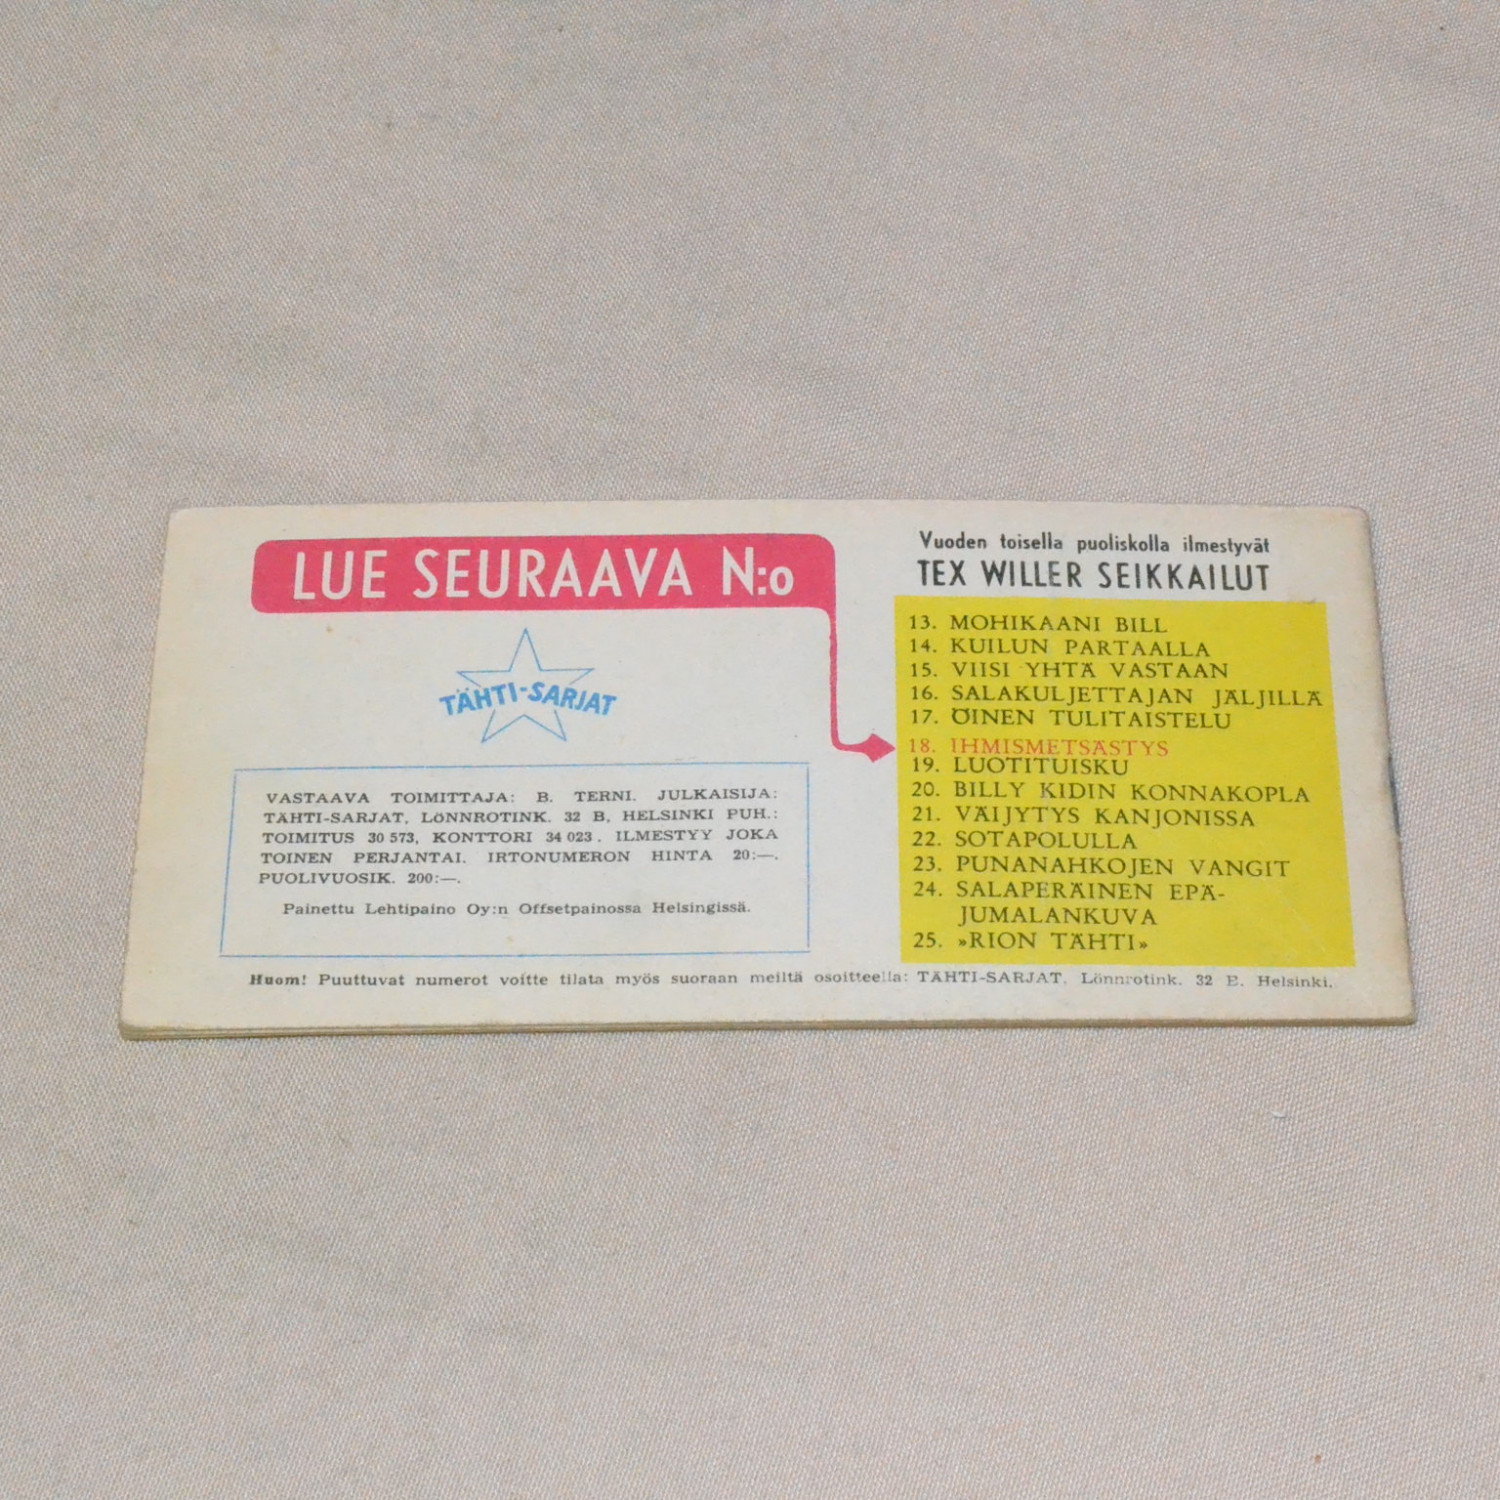 LUE SEURAAVA N:o
TÄHTI-SARJAT
VASTAAVA TOIMITTAJA: B. TERNI. JULKAISIJA:
TÄHTI-SARJAT, LÖNNROTINK. 32 B, HELSINKI PUH.:
TOIMITUS 30 573, KONTTORI 34 023. ILMESTYY JOKA
TOINEN PERJANTAI. IRTONUMERON HINTA 20:—.
PUOLIVUOSIK. 200:—.
Painettu Lehtipaino Oy:n Offsetpainossa Helsingissä.
Vuoden toisella puoliskolla ilmestyvät
TEX WILLER SEIKKAILUT
13. MOHIKAANI BILL
14. KUILUN PARTAALLA
15. VIISI YHTÄ VASTAAN
16. SALAKULJETTAJAN JÄLJILLÄ
17. ÖINEN TULITAISTELU
18. IHMISMETSÄSTYS
19. LUOTITUISKU
20. BILLY KIDIN KONNAKOPLA
21. VÄIJYTYS KANJONISSA
22. SOTAPOLULLA
23. PUNANAHKOJEN VANGIT
24. SALAPERÄINEN EPÄ-
JUMALANKUVA
25. »RION TÄHTI»
Huom! Puuttuvat numerot voitte tilata myös suoraan meiltä osoitteella: TÄHTI-SARJAT, Lönnrotink. 32 B. Helsinki.